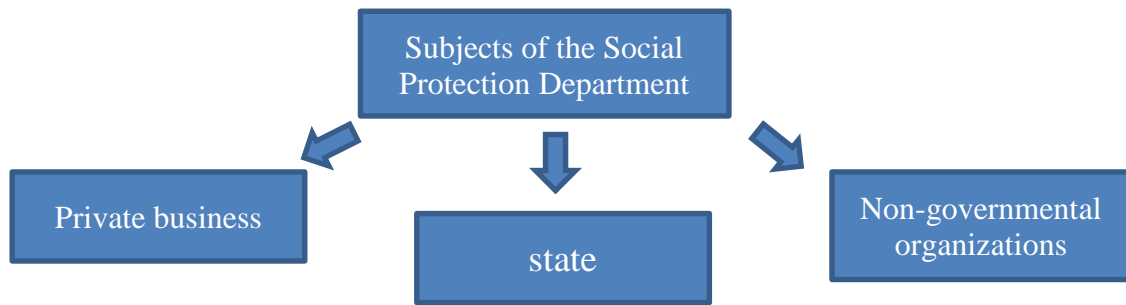 Subjects of the Social
Protection Department
Private business
state
Non-governmental
organizations